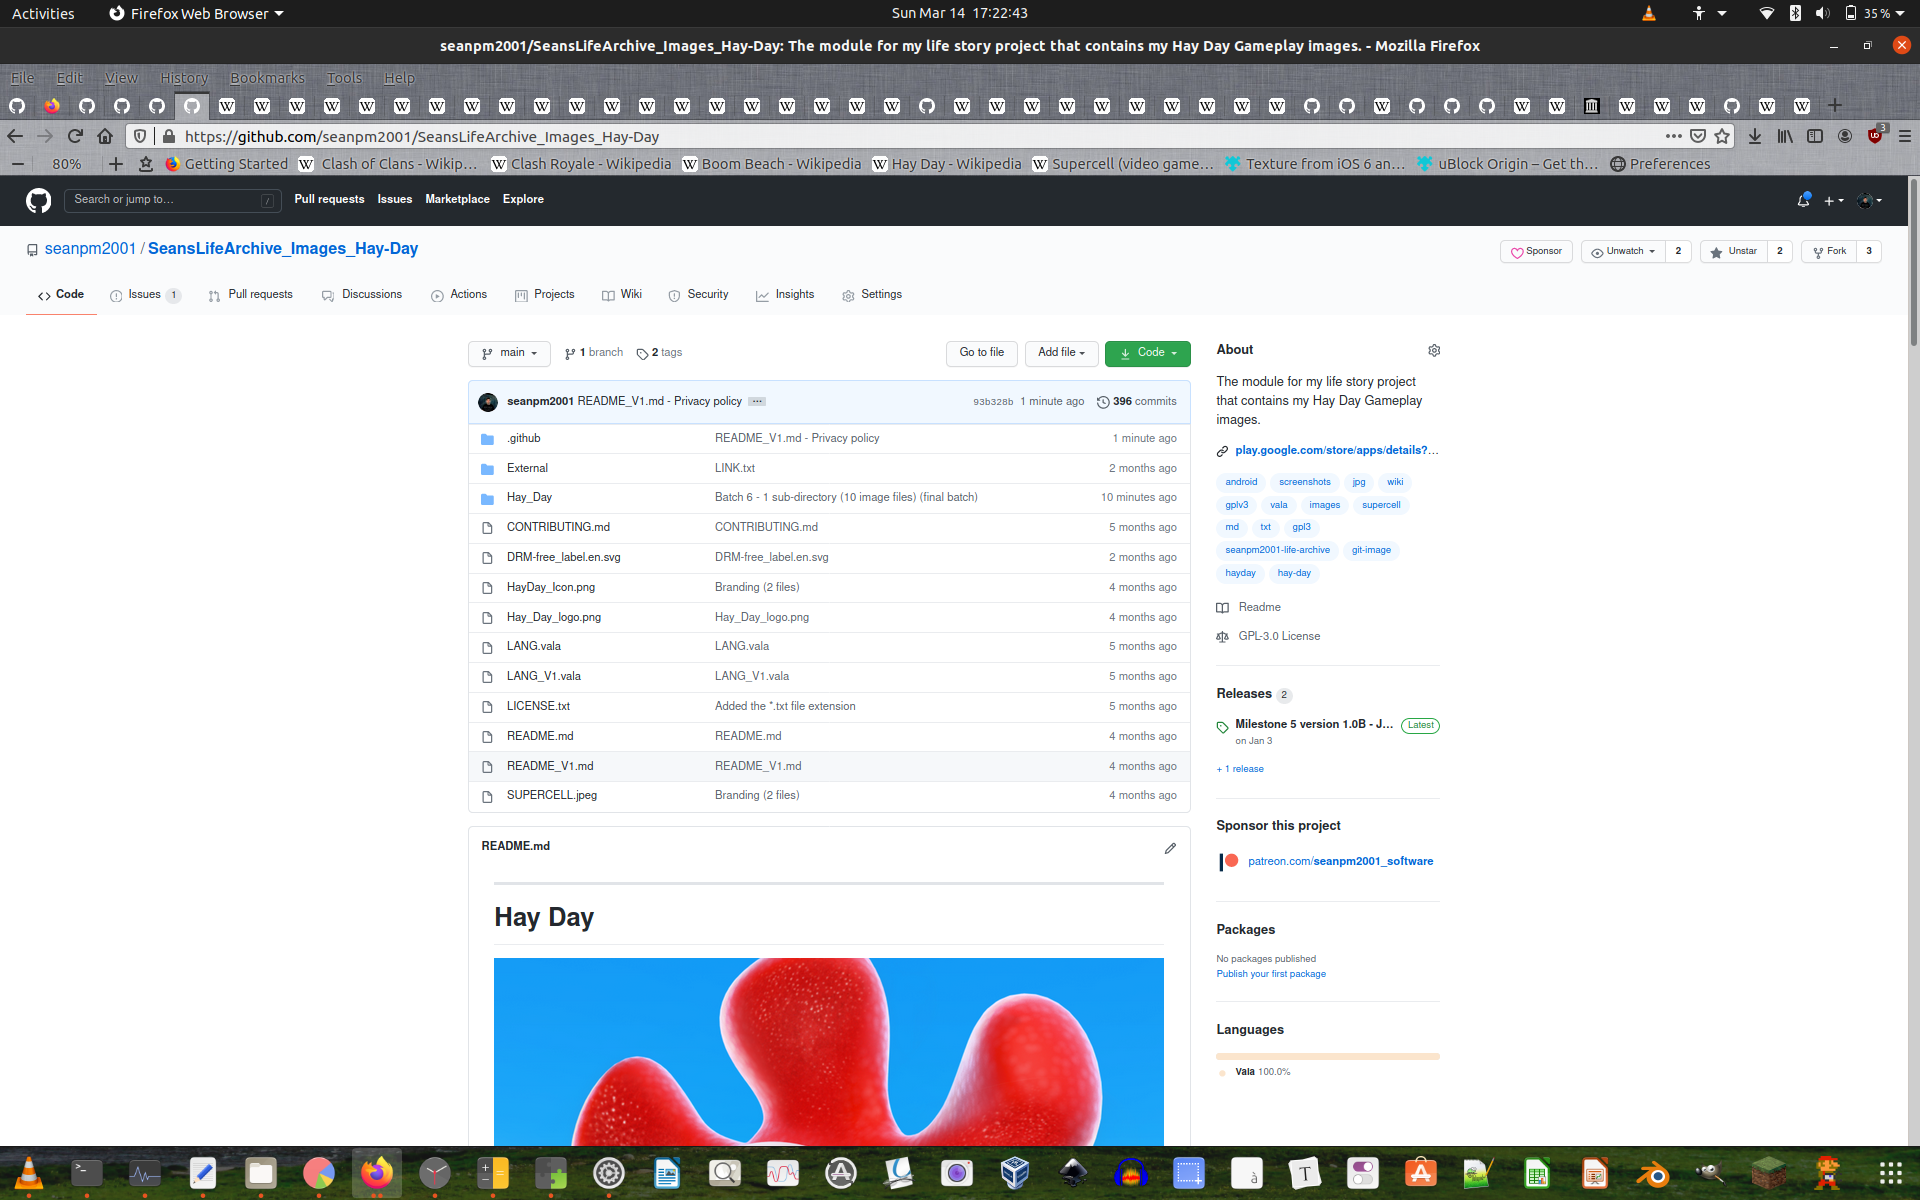 Activities Firefox Web Browser Sun Mar 14 17:22:43 35 %
seanpm2001/SeansLifeArchive_Images_Hay-Day: The module for my life story project that contains my Hay Day Gameplay images. - Mozilla Firefox
File Edit View History Bookmarks Tools Help
https://github.com/seanpm2001/SeansLifeArchive_Images_Hay-Day 3
80% Getting Started Clash of Clans - Wikip… Clash Royale - Wikipedia Boom Beach - Wikipedia Hay Day - Wikipedia Supercell (video game… Texture from iOS 6 an… uBlock Origin – Get th… Preferences
Search or jump to… / Pull requests Issues Marketplace Explore
seanpm2001 / SeansLifeArchive_Images_Hay-Day Sponsor Unwatch 2 Unstar 2 Fork 3
Code Issues 1 Pull requests Discussions Actions Projects Wiki Security Insights Settings
main 1 branch 2 tags Go to file Add file Code
seanpm2001 README_V1.md - Privacy policy ... 93b328b 1 minute ago 396 commits
.github README_V1.md - Privacy policy 1 minute ago
External LINK.txt 2 months ago
Hay_Day Batch 6 - 1 sub-directory (10 image files) (final batch) 10 minutes ago
CONTRIBUTING.md CONTRIBUTING.md 5 months ago
DRM-free_label.en.svg DRM-free_label.en.svg 2 months ago
HayDay_Icon.png Branding (2 files) 4 months ago
Hay_Day_logo.png Hay_Day_logo.png 4 months ago
LANG.vala LANG.vala 5 months ago
LANG_V1.vala LANG_V1.vala 5 months ago
LICENSE.txt Added the *.txt file extension 5 months ago
README.md README.md 4 months ago
README_V1.md README_V1.md 4 months ago
SUPERCELL.jpeg Branding (2 files) 4 months ago
README.md
Hay Day
About
The module for my life story project
that contains my Hay Day Gameplay
images.
play.google.com/store/apps/details?…
android screenshots jpg wiki
gplv3 vala images supercell
md txt gpl3
seanpm2001-life-archive git-image
hayday hay-day
Readme
GPL-3.0 License
Releases 2
Milestone 5 version 1.0B - J… Latest
on Jan 3
+ 1 release
Sponsor this project
patreon.com/seanpm2001_software
Packages
No packages published
Publish your first package
Languages
Vala 100.0%